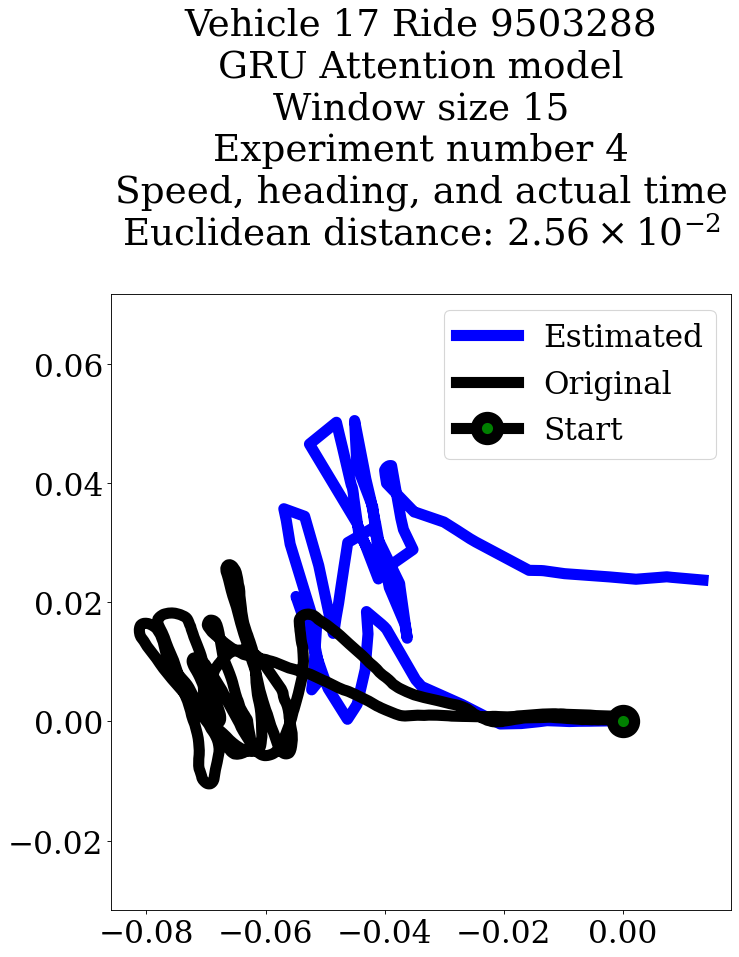 Vehicle 17 Ride 9503288
GRU Attention model
Window size 15
Experiment number 4
Speed, heading, and actual time
Euclidean distance: 2.56 × 10⁻²
Estimated
Original
Start
0.06
0.04
0.02
0.00
−0.02
−0.08
−0.06
−0.04
−0.02
0.00